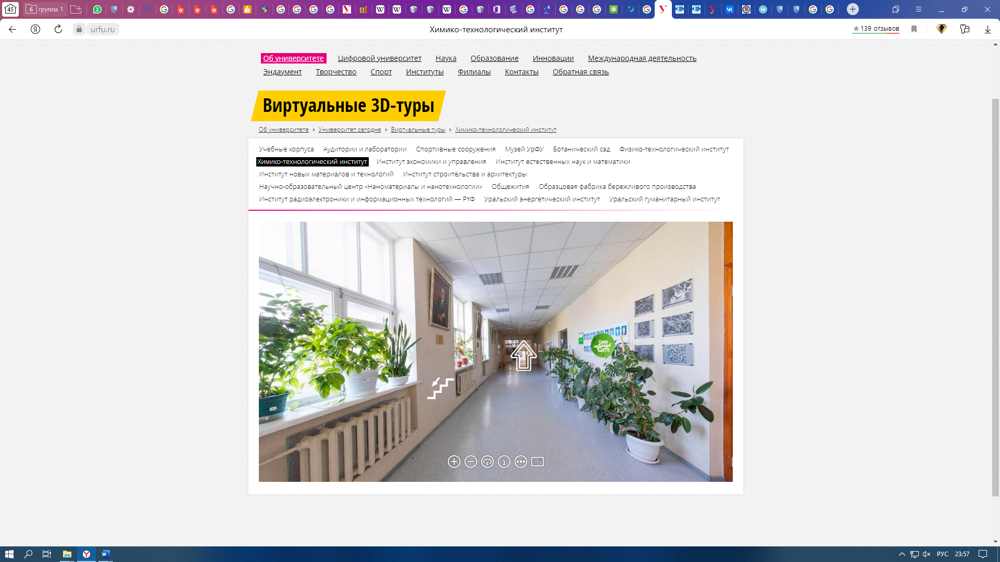 45
6 группа 1
2
urfu.ru
Химико-технологический институт
139 отзывов
Об университете Цифровой университет Наука Образование Инновации Международная деятельность
Эндаумент Творчество Спорт Институты Филиалы Контакты Обратная связь
Виртуальные 3D-туры
Об университете › Университет сегодня › Виртуальные туры › Химико-технологический институт
Учебные корпуса Аудитории и лаборатории Спортивные сооружения Музей УрФУ Ботанический сад Физико-технологический институт
Химико-технологический институт Институт экономики и управления Институт естественных наук и математики
Институт новых материалов и технологий Институт строительства и архитектуры
Научно-образовательный центр «Наноматериалы и нанотехнологии» Общежития Образцовая фабрика бережливого производства
Институт радиоэлектроники и информационных технологий — РтФ Уральский энергетический институт Уральский гуманитарный институт
Союз
студентов
ХТИ
РУС 23:57